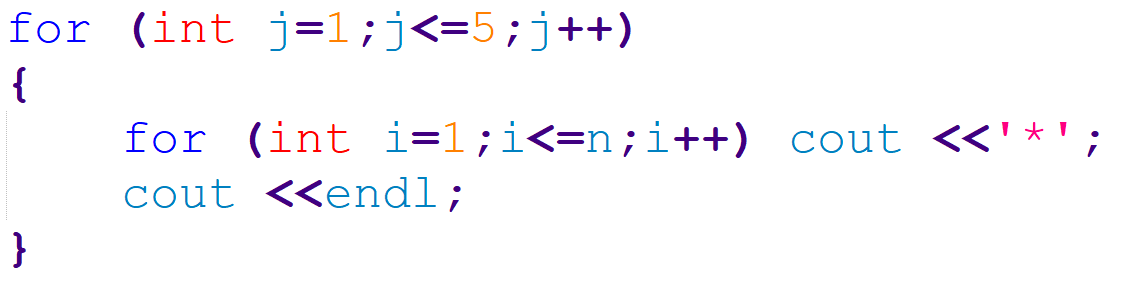 for (int j=1;j<=5;j++)
{
for (int i=1;i<=n;i++) cout <<'*';
cout <<endl;
}